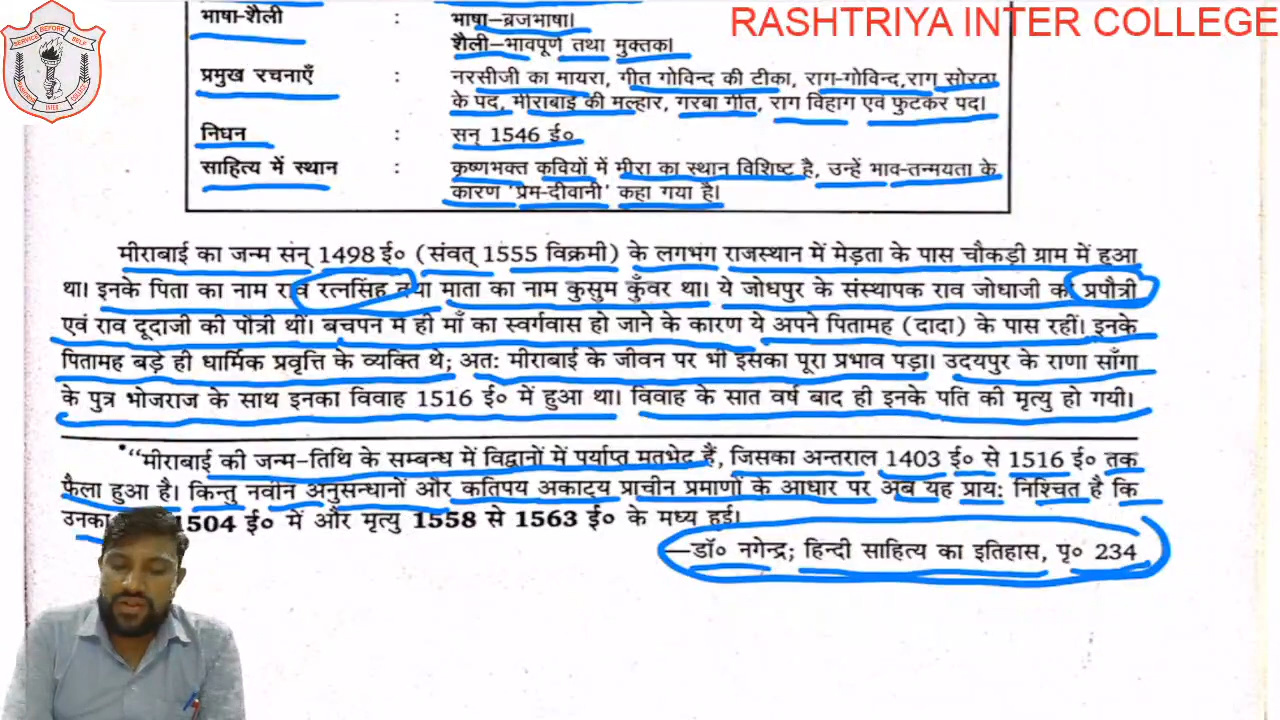 RASHTRIYA INTER COLLEGE
SERVICE BEFORE SELF
भाषा-शैली : भाषा–ब्रजभाषा।
शैली–भावपूर्ण तथा मुक्तक।
प्रमुख रचनाएँ : नरसीजी का मायरा, गीत गोविन्द की टीका, राग-गोविन्द, राग सोरठा
के पद, मीराबाई की मल्हार, गरबा गीत, राग विहाग एवं फुटकर पद।
निधन : सन् 1546 ई०
साहित्य में स्थान : कृष्णभक्त कवियों में मीरा का स्थान विशिष्ट है, उन्हें भाव-तन्मयता के
कारण 'प्रेम-दीवानी' कहा गया है।
मीराबाई का जन्म सन् 1498 ई० (संवत् 1555 विक्रमी) के लगभग राजस्थान में मेड़ता के पास चौकड़ी ग्राम में हुआ
था। इनके पिता का नाम राव रत्नसिंह तथा माता का नाम कुसुम कुँवर था। ये जोधपुर के संस्थापक राव जोधाजी की प्रपौत्री
एवं राव दूदाजी की पौत्री थीं। बचपन में ही माँ का स्वर्गवास हो जाने के कारण ये अपने पितामह (दादा) के पास रहीं। इनके
पितामह बड़े ही धार्मिक प्रवृत्ति के व्यक्ति थे; अत: मीराबाई के जीवन पर भी इसका पूरा प्रभाव पड़ा। उदयपुर के राणा साँगा
के पुत्र भोजराज के साथ इनका विवाह 1516 ई० में हुआ था। विवाह के सात वर्ष बाद ही इनके पति की मृत्यु हो गयी।
*"मीराबाई की जन्म-तिथि के सम्बन्ध में विद्वानों में पर्याप्त मतभेद हैं, जिसका अन्तराल 1403 ई० से 1516 ई० तक
फैला हुआ है। किन्तु नवीन अनुसन्धानों और कतिपय अकाट्य प्राचीन प्रमाणों के आधार पर अब यह प्राय: निश्चित है कि
उनका 1504 ई० में और मृत्यु 1558 से 1563 ई० के मध्य हुई।
—डॉ० नगेन्द्र; हिन्दी साहित्य का इतिहास, पृ० 234